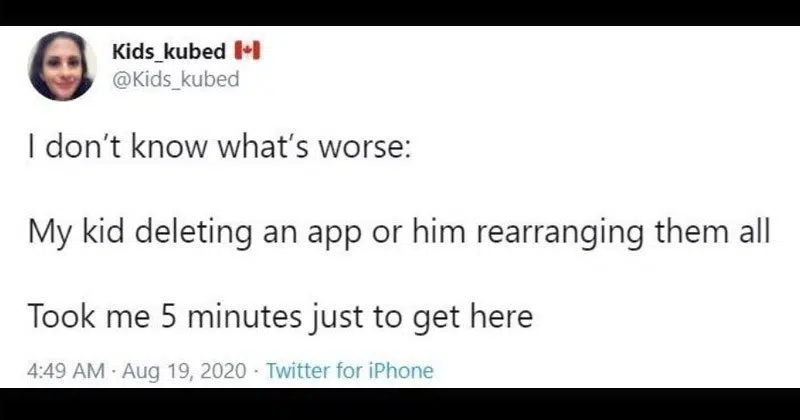 Kids_kubed 🇨🇦
@Kids_kubed
I don't know what's worse:
My kid deleting an app or him rearranging them all
Took me 5 minutes just to get here
4:49 AM · Aug 19, 2020 · Twitter for iPhone